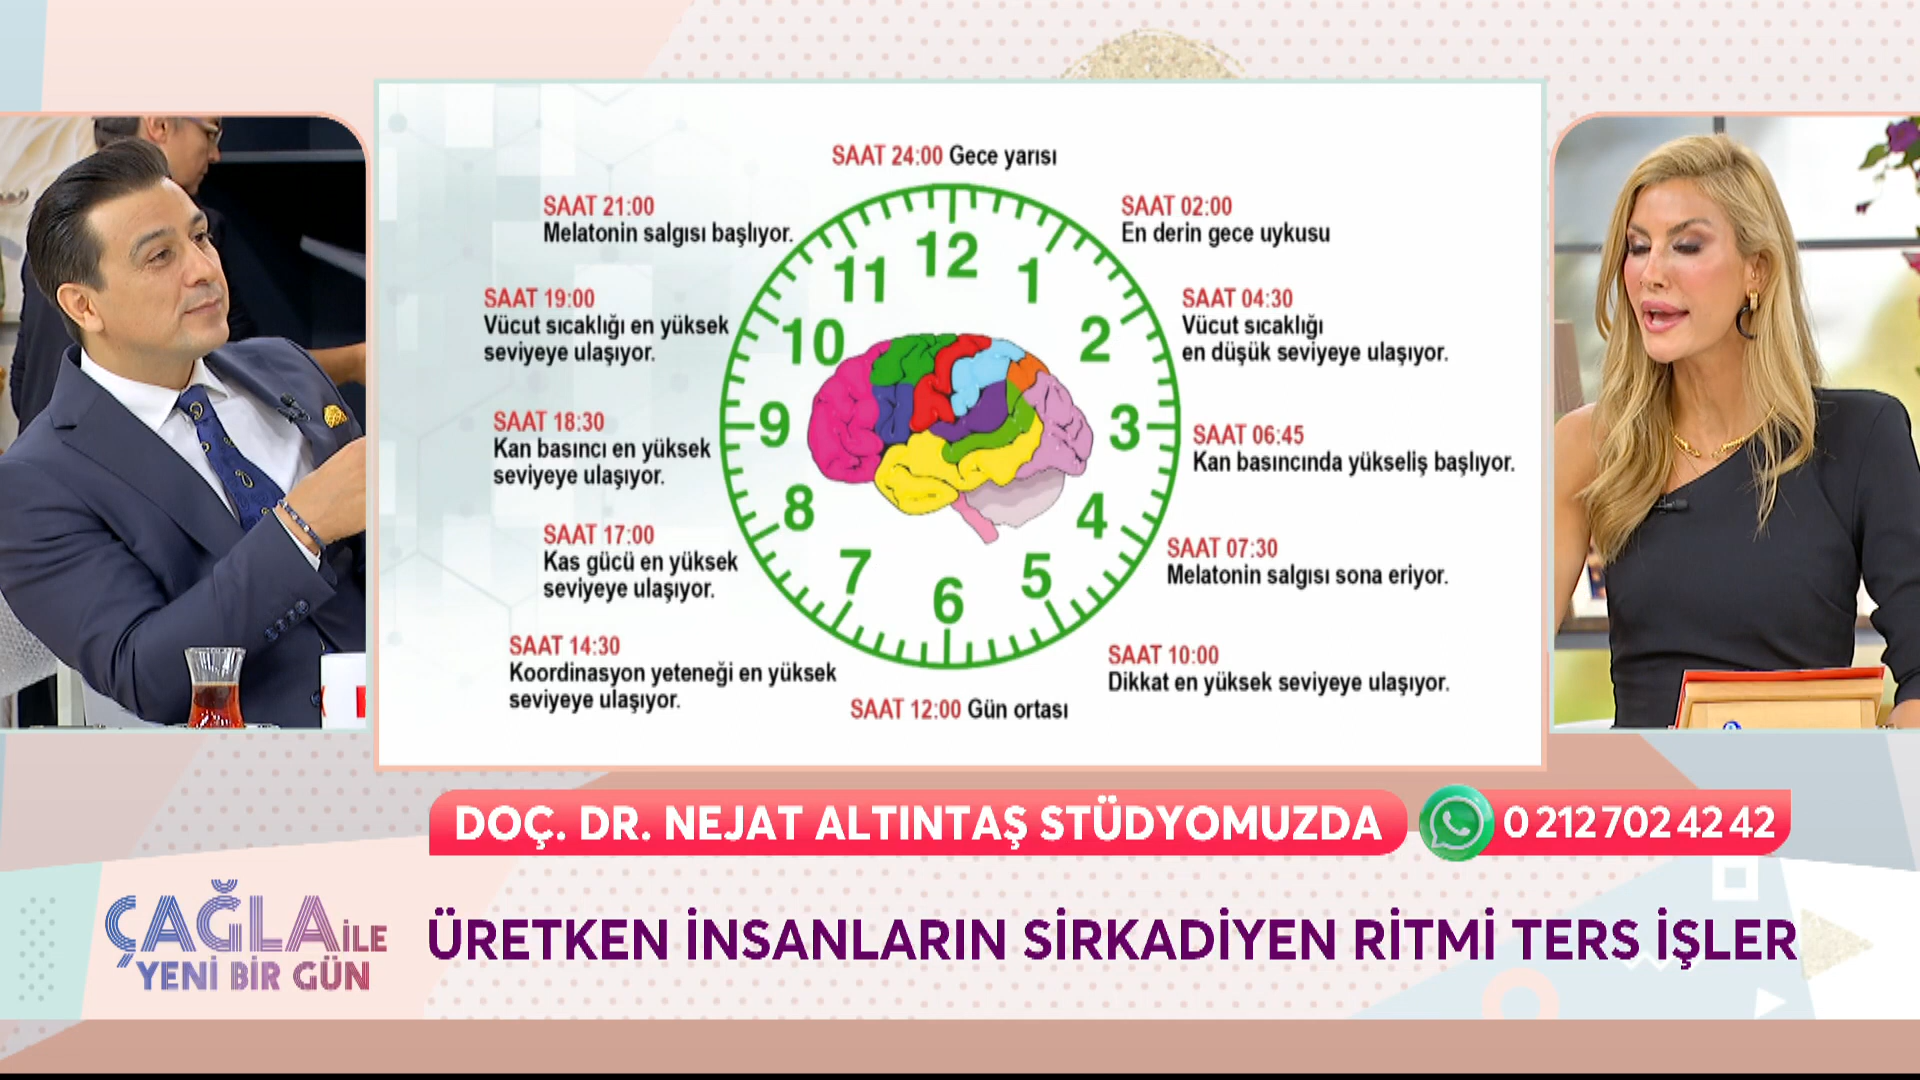 SAAT 24:00 Gece yarısı
SAAT 21:00
Melatonin salgısı başlıyor.
SAAT 02:00
En derin gece uykusu
SAAT 19:00
Vücut sıcaklığı en yüksek
seviyeye ulaşıyor.
SAAT 04:30
Vücut sıcaklığı
en düşük seviyeye ulaşıyor.
SAAT 18:30
Kan basıncı en yüksek
seviyeye ulaşıyor.
SAAT 06:45
Kan basıncında yükseliş başlıyor.
SAAT 17:00
Kas gücü en yüksek
seviyeye ulaşıyor.
SAAT 07:30
Melatonin salgısı sona eriyor.
SAAT 14:30
Koordinasyon yeteneği en yüksek
seviyeye ulaşıyor.
SAAT 10:00
Dikkat en yüksek seviyeye ulaşıyor.
SAAT 12:00 Gün ortası
12
1
2
3
4
5
6
7
8
9
10
11
DOÇ. DR. NEJAT ALTINTAŞ STÜDYOMUZDA
0 212 702 42 42
ÇAĞLA İLE
YENİ BİR GÜN
ÜRETKEN İNSANLARIN SİRKADİYEN RİTMİ TERS İŞLER